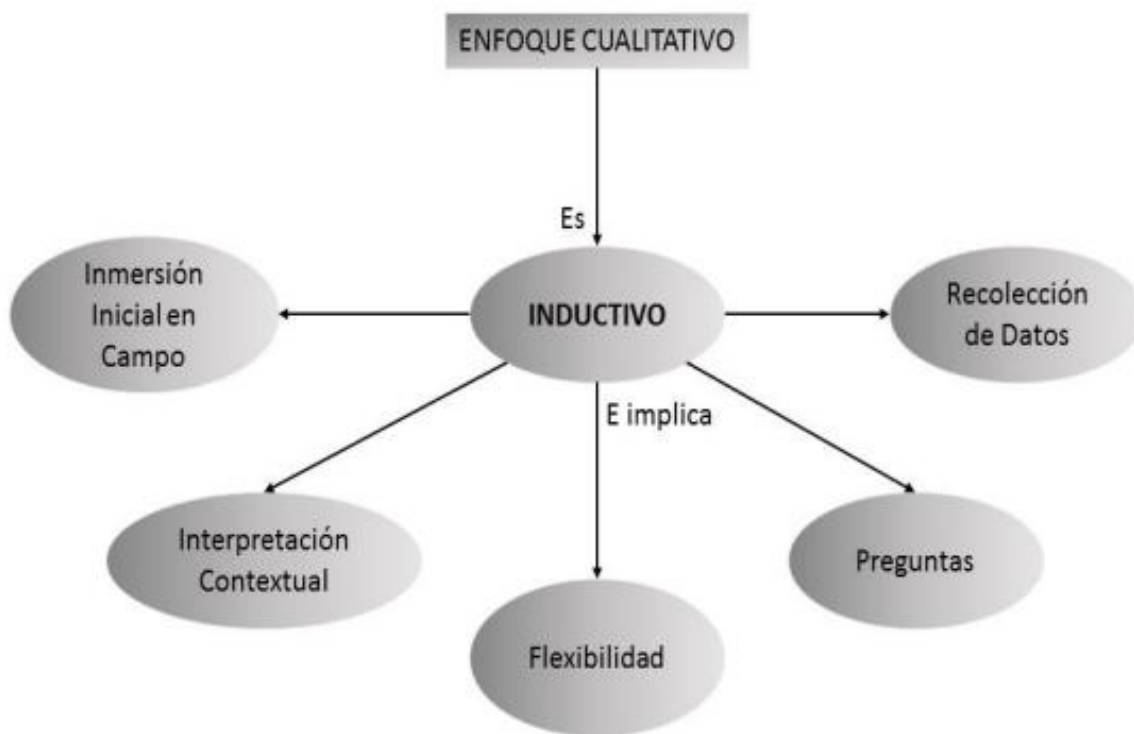 ENFOQUE CUALITATIVO
Es
Inmersión
Inicial en
Campo
INDUCTIVO
Recolección
de Datos
E implica
Interpretación
Contextual
Flexibilidad
Preguntas